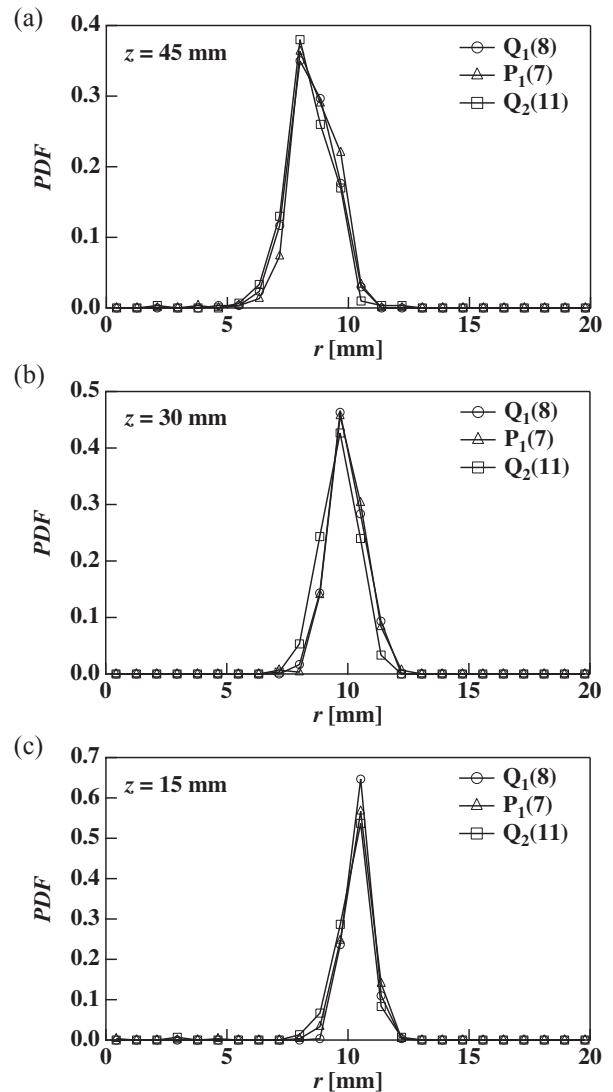 (a)
z = 45 mm
Q₁(8)
P₁(7)
Q₂(11)
0.4
0.3
0.2
0.1
0.0
PDF
0 5 10 15 20
r [mm]
(b)
z = 30 mm
Q₁(8)
P₁(7)
Q₂(11)
0.5
0.4
0.3
0.2
0.1
0.0
PDF
0 5 10 15 20
r [mm]
(c)
z = 15 mm
Q₁(8)
P₁(7)
Q₂(11)
0.7
0.6
0.5
0.4
0.3
0.2
0.1
0.0
PDF
0 5 10 15 20
r [mm]